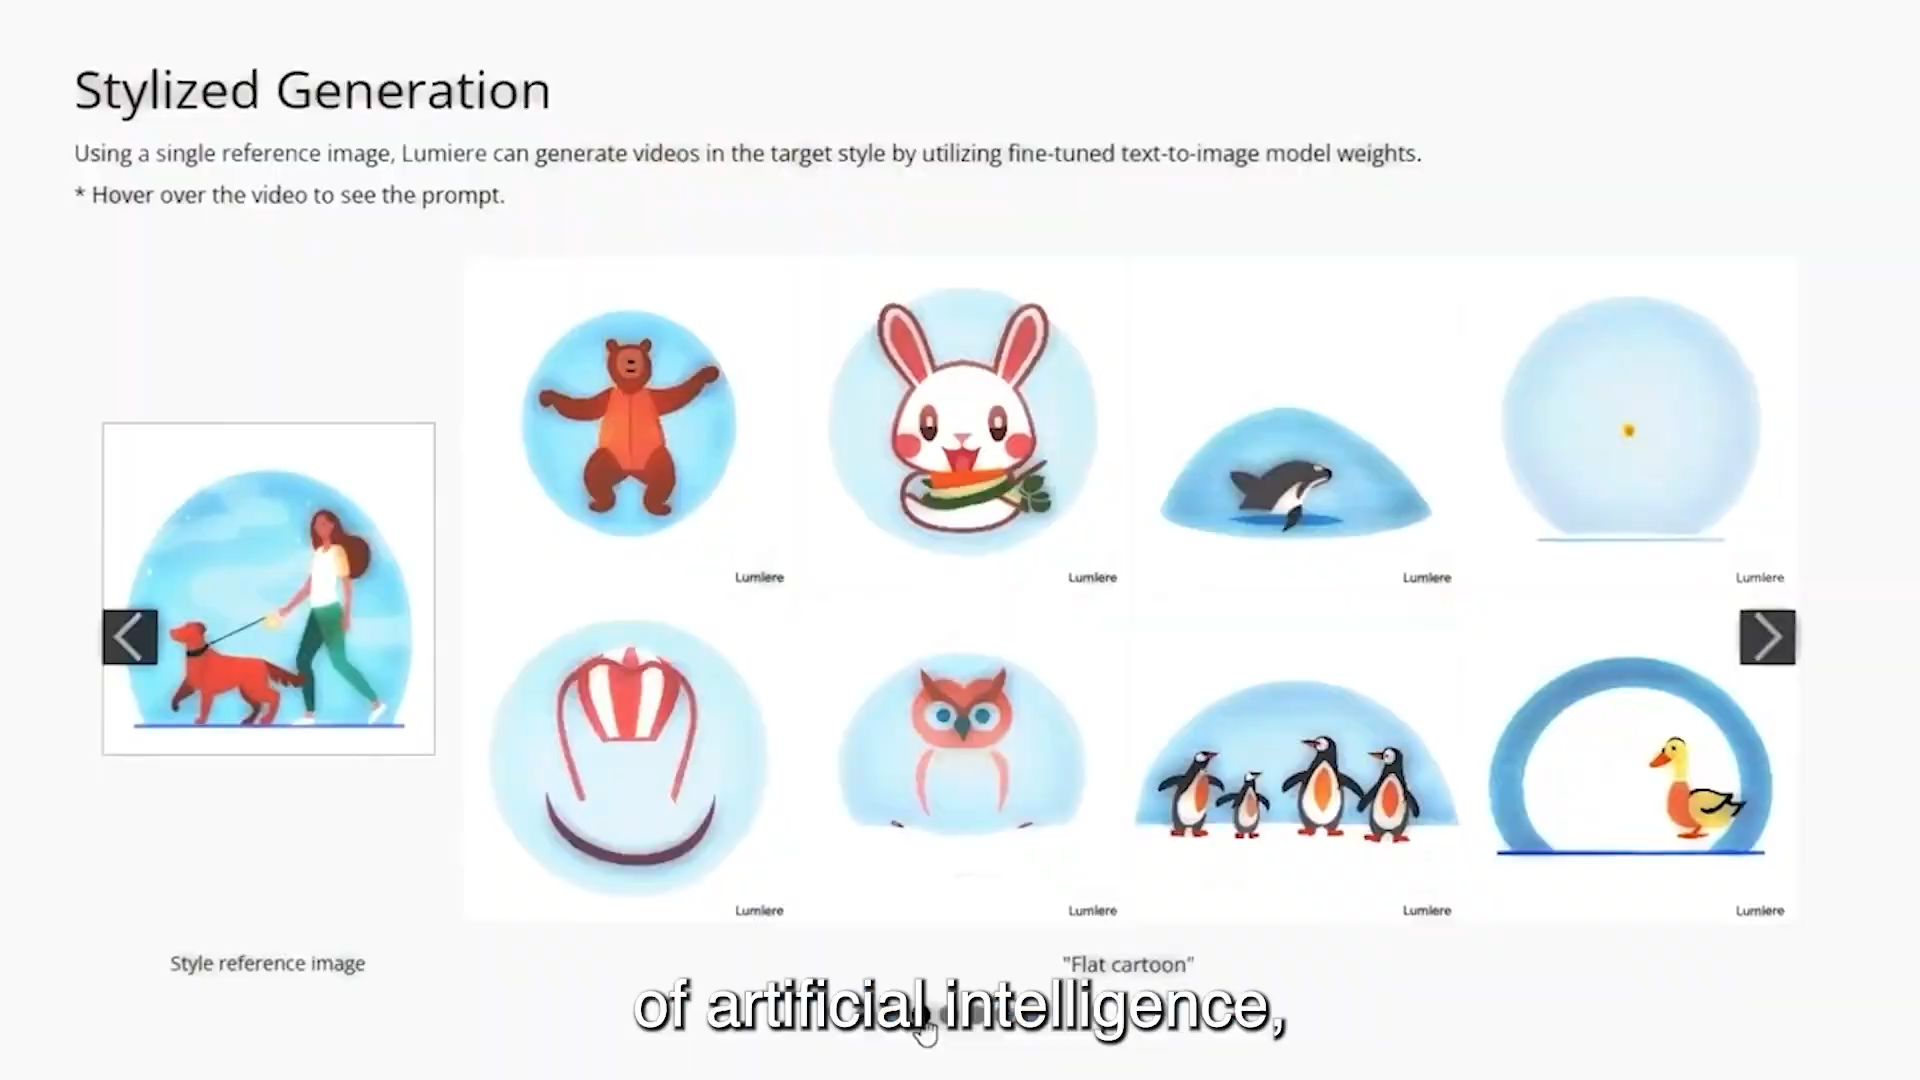 Stylized Generation
Using a single reference image, Lumiere can generate videos in the target style by utilizing fine-tuned text-to-image model weights.
* Hover over the video to see the prompt.
Lumiere
Lumiere
Lumiere
Lumiere
Lumiere
Lumiere
Lumiere
Lumiere
Style reference image
"Flat cartoon"
of artificial intelligence,